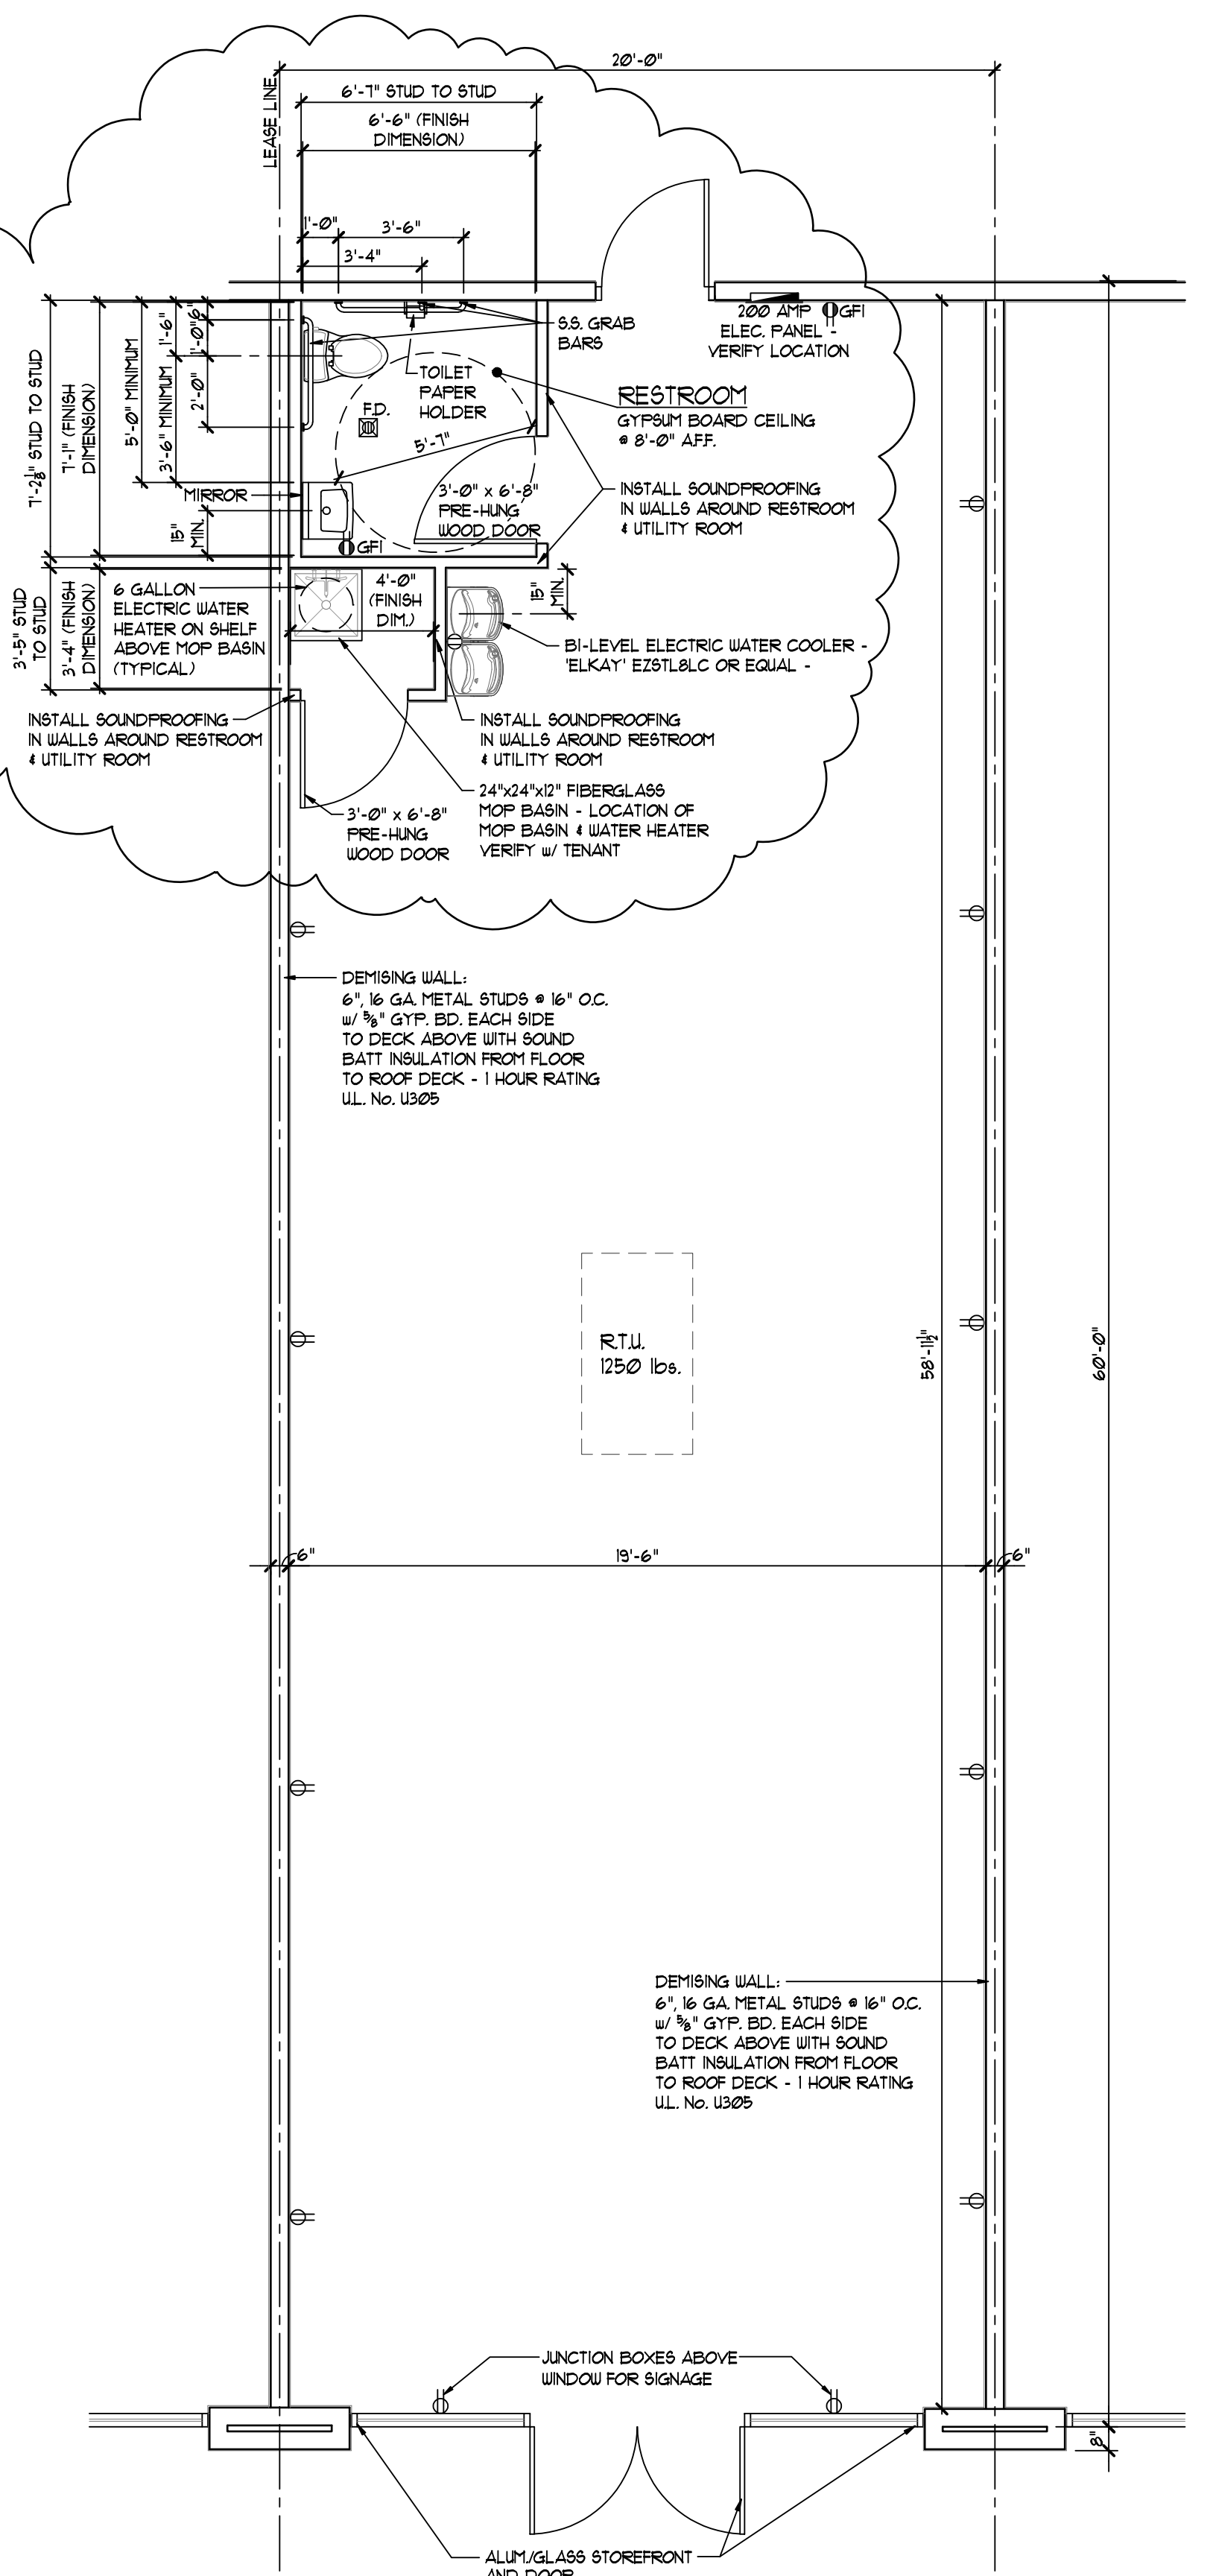 20'-0"
LEASE LINE
6'-7" STUD TO STUD
6'-6" (FINISH
DIMENSION)
1'-0"
3'-6"
3'-4"
7'-2 1/8" STUD TO STUD
7'-1" (FINISH
DIMENSION)
5'-0" MINIMUM
1'-6"
3'-6" MINIMUM
6"
1'-0"
2'-0"
15"
MIN.
S.S. GRAB
BARS
200 AMP
ELEC. PANEL -
VERIFY LOCATION
GFI
TOILET
PAPER
HOLDER
RESTROOM
GYPSUM BOARD CEILING
@ 8'-0" A.F.F.
F.D.
5'-7"
MIRROR
3'-0" x 6'-8"
PRE-HUNG
WOOD DOOR
INSTALL SOUNDPROOFING
IN WALLS AROUND RESTROOM
& UTILITY ROOM
GFI
3'-5" STUD
TO STUD
3'-4" (FINISH
DIMENSION)
6 GALLON
ELECTRIC WATER
HEATER ON SHELF
ABOVE MOP BASIN
(TYPICAL)
4'-0"
(FINISH
DIM.)
15"
MIN.
BI-LEVEL ELECTRIC WATER COOLER -
'ELKAY' EZSTL8LC OR EQUAL -
INSTALL SOUNDPROOFING
IN WALLS AROUND RESTROOM
& UTILITY ROOM
INSTALL SOUNDPROOFING
IN WALLS AROUND RESTROOM
& UTILITY ROOM
24"x24"x12" FIBERGLASS
MOP BASIN - LOCATION OF
MOP BASIN & WATER HEATER
VERIFY w/ TENANT
3'-0" x 6'-8"
PRE-HUNG
WOOD DOOR
DEMISING WALL:
6", 16 GA. METAL STUDS @ 16" O.C.
w/ 5/8" GYP. BD. EACH SIDE
TO DECK ABOVE WITH SOUND
BATT INSULATION FROM FLOOR
TO ROOF DECK - 1 HOUR RATING
U.L. No. U305
R.T.U.
1250 lbs.
58'-11 1/2"
60'-0"
6"
19'-6"
6"
DEMISING WALL:
6", 16 GA. METAL STUDS @ 16" O.C.
w/ 5/8" GYP. BD. EACH SIDE
TO DECK ABOVE WITH SOUND
BATT INSULATION FROM FLOOR
TO ROOF DECK - 1 HOUR RATING
U.L. No. U305
JUNCTION BOXES ABOVE
WINDOW FOR SIGNAGE
8"
ALUM./GLASS STOREFRONT
AND DOOR